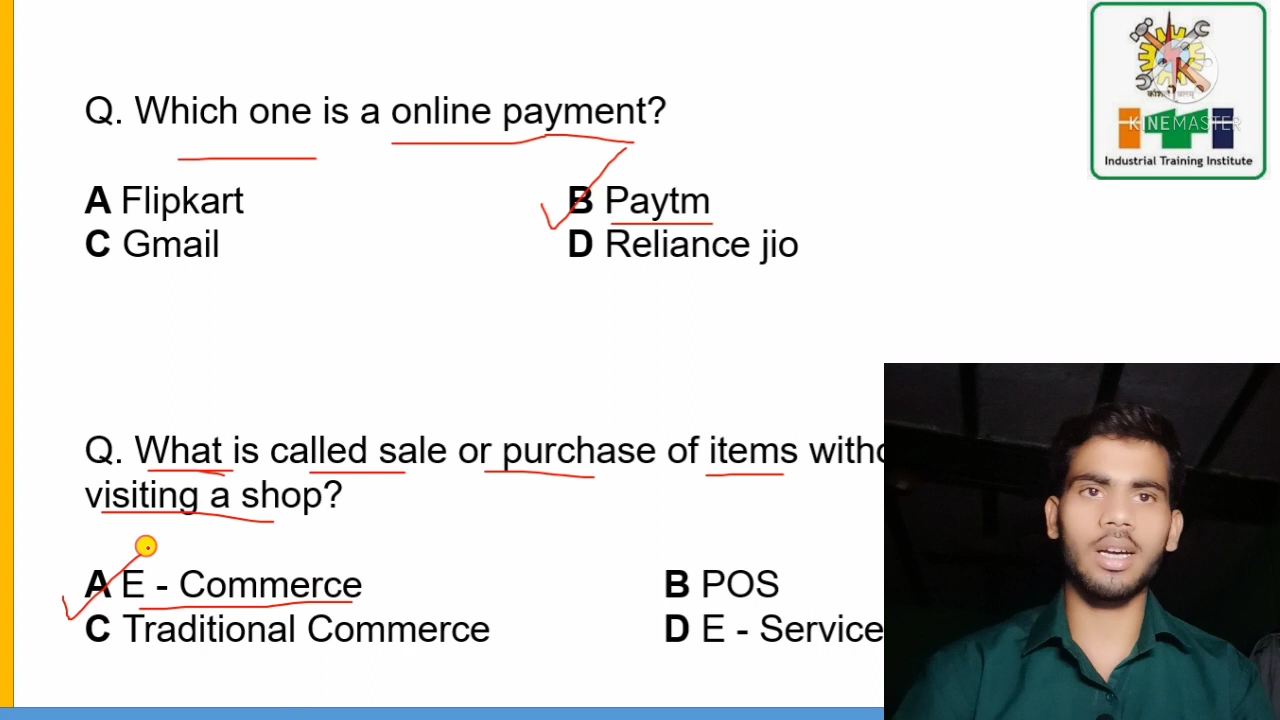 Q. Which one is a online payment?
A Flipkart
B Paytm
C Gmail
D Reliance jio
KINEMASTER
Industrial Training Institute
Q. What is called sale or purchase of items
visiting a shop?
A E - Commerce
B POS
C Traditional Commerce
D E - Service